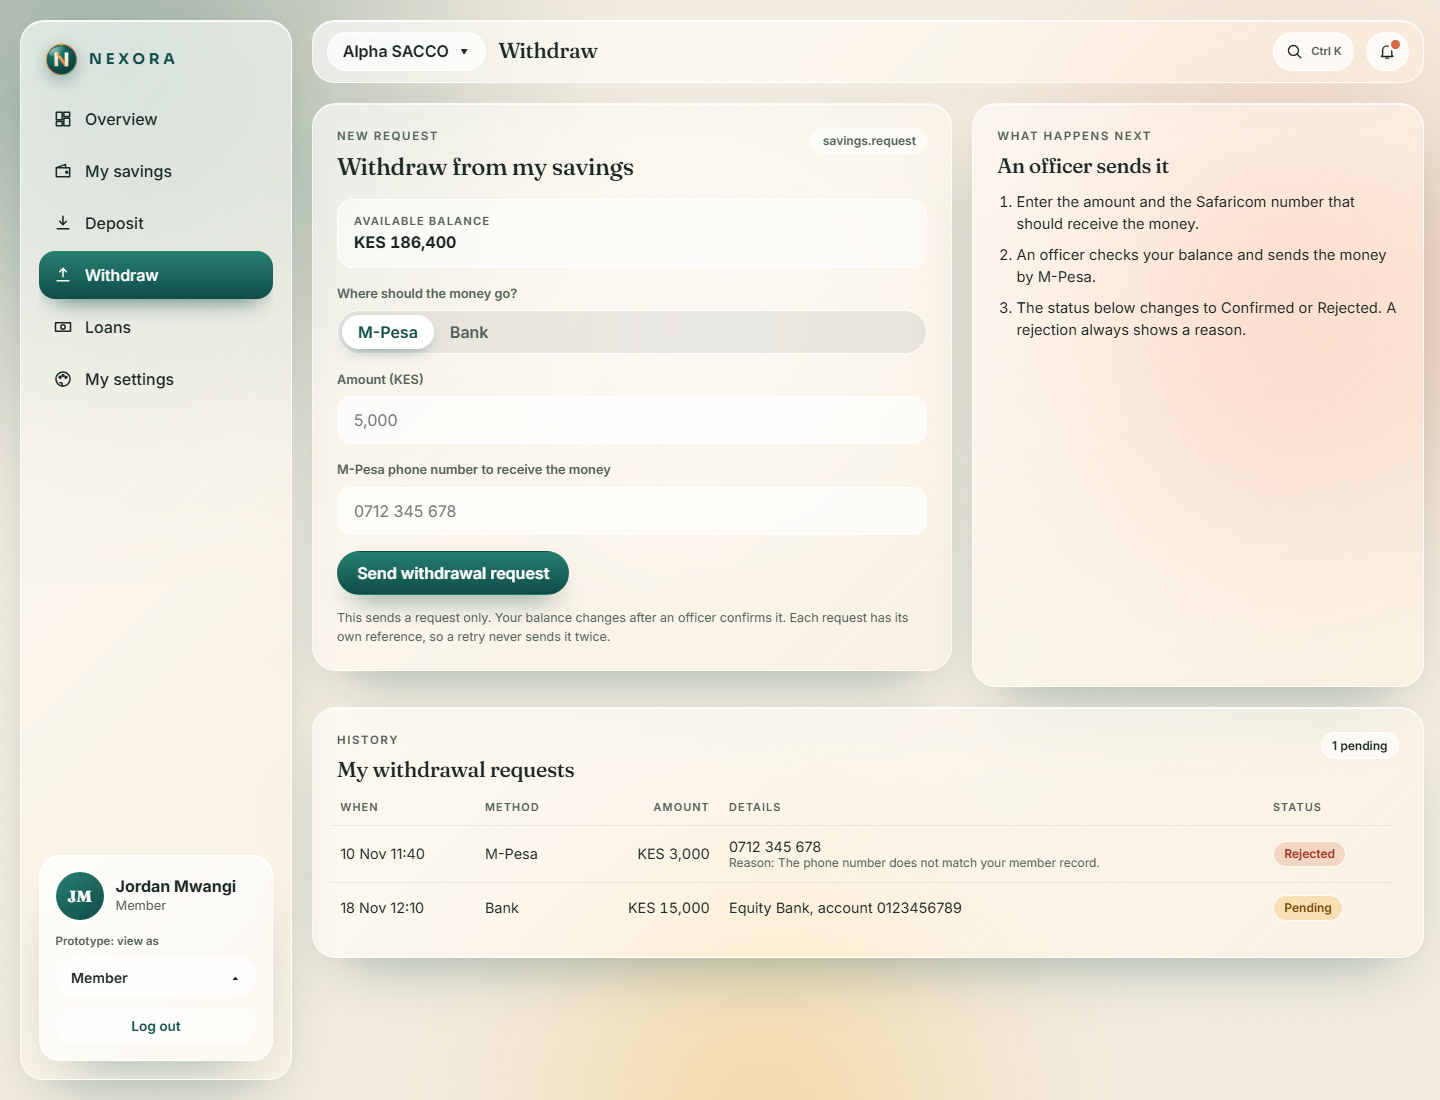 NEXORA
Overview
My savings
Deposit
Withdraw
Loans
My settings
JM
Jordan Mwangi
Member
Prototype: view as
Member
Log out
Alpha SACCO
Withdraw
Ctrl K
NEW REQUEST
savings.request
Withdraw from my savings
AVAILABLE BALANCE
KES 186,400
Where should the money go?
M-Pesa Bank
Amount (KES)
5,000
M-Pesa phone number to receive the money
0712 345 678
Send withdrawal request
This sends a request only. Your balance changes after an officer confirms it. Each request has its
own reference, so a retry never sends it twice.
WHAT HAPPENS NEXT
An officer sends it
1. Enter the amount and the Safaricom number that
should receive the money.
2. An officer checks your balance and sends the money
by M-Pesa.
3. The status below changes to Confirmed or Rejected. A
rejection always shows a reason.
HISTORY
1 pending
My withdrawal requests
WHEN METHOD AMOUNT DETAILS STATUS
10 Nov 11:40 M-Pesa KES 3,000 0712 345 678 Rejected
Reason: The phone number does not match your member record.
18 Nov 12:10 Bank KES 15,000 Equity Bank, account 0123456789 Pending